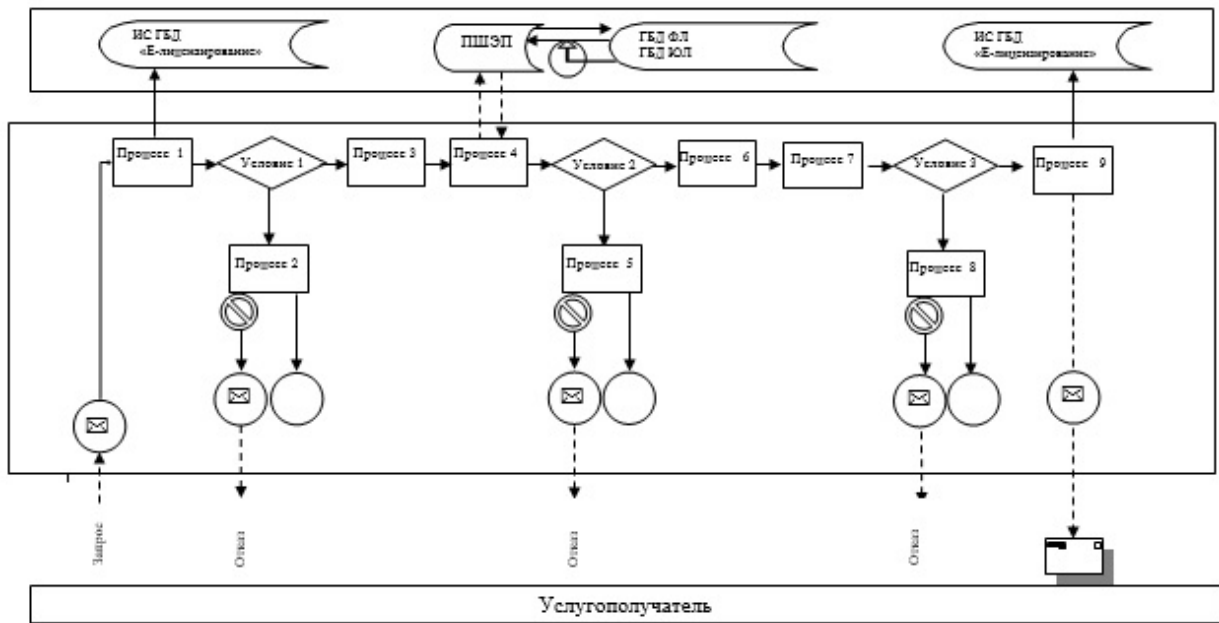 ИС ГБД
«Е-лицензирование»
ПШЭП
ГБД ФЛ
ГБД ЮЛ
ИС ГБД
«Е-лицензирование»
Процесс 1
Условие 1
Процесс 3
Процесс 4
Условие 2
Процесс 6
Процесс 7
Условие 3
Процесс 9
Процесс 2
Процесс 5
Процесс 8
Запрос
Отказ
Отказ
Отказ
Услугополучатель